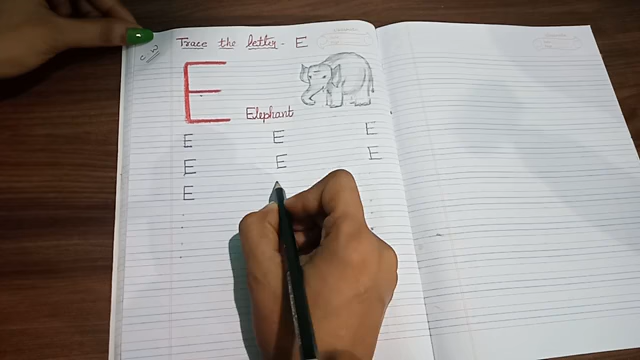 C.W
Trace the letter - E
E
Elephant
E E E
E E E
E